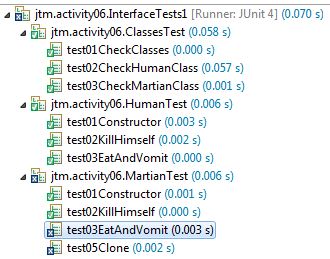 jtm.activity06.InterfaceTests1 [Runner: JUnit 4] (0.070 s)
jtm.activity06.ClassesTest (0.058 s)
test01CheckClasses (0.000 s)
test02CheckHumanClass (0.057 s)
test03CheckMartianClass (0.001 s)
jtm.activity06.HumanTest (0.006 s)
test01Constructor (0.003 s)
test02KillHimself (0.002 s)
test03EatAndVomit (0.000 s)
jtm.activity06.MartianTest (0.006 s)
test01Constructor (0.001 s)
test02KillHimself (0.000 s)
test03EatAndVomit (0.003 s)
test05Clone (0.002 s)